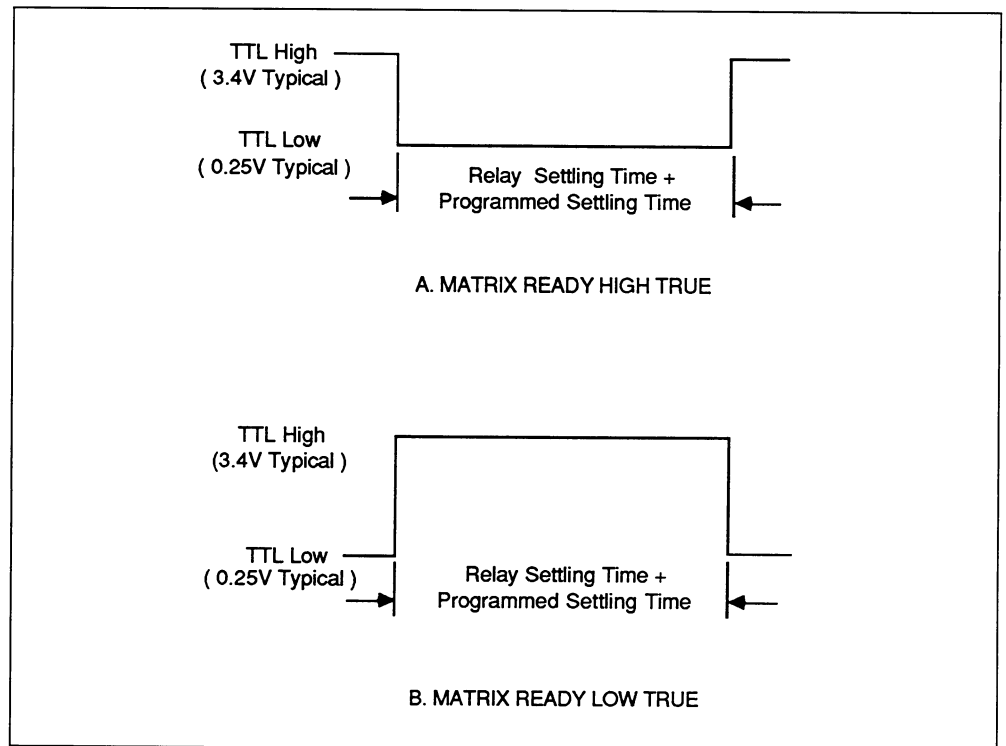 TTL High
( 3.4V Typical )
TTL Low
( 0.25V Typical )
Relay Settling Time +
Programmed Settling Time
A. MATRIX READY HIGH TRUE
TTL High
(3.4V Typical )
TTL Low
( 0.25V Typical )
Relay Settling Time +
Programmed Settling Time
B. MATRIX READY LOW TRUE